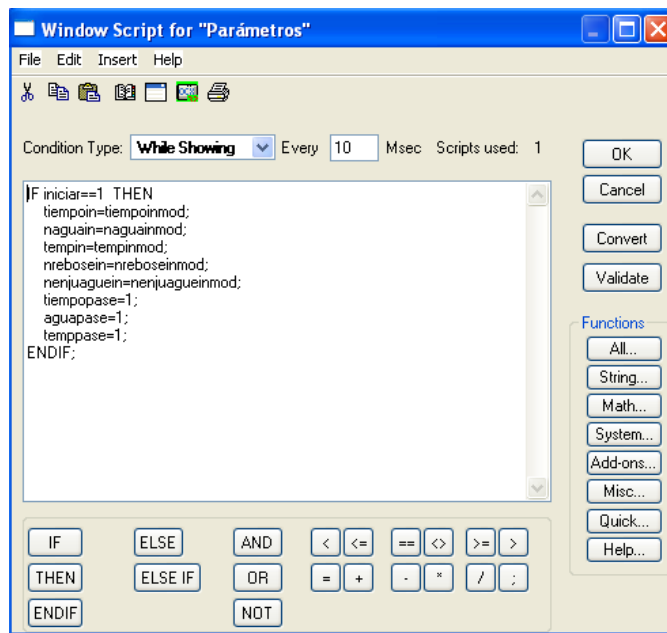 Window Script for "Parámetros"
File Edit Insert Help
Condition Type: While Showing Every 10 Msec Scripts used: 1
OK
Cancel
Convert
Validate
IF iniciar==1 THEN
tiempoin=tiempoinmod;
naguain=naguainmod;
tempin=tempinmod;
nrebosein=nreboseinmod;
nenjuaguein=nenjuagueinmod;
tiempopase=1;
aguapase=1;
temppase=1;
ENDIF;
Functions
All...
String...
Math...
System...
Add-ons...
Misc...
Quick...
Help...
IF ELSE AND < <= == <> >= >
THEN ELSE IF OR = + - * / ;
ENDIF NOT